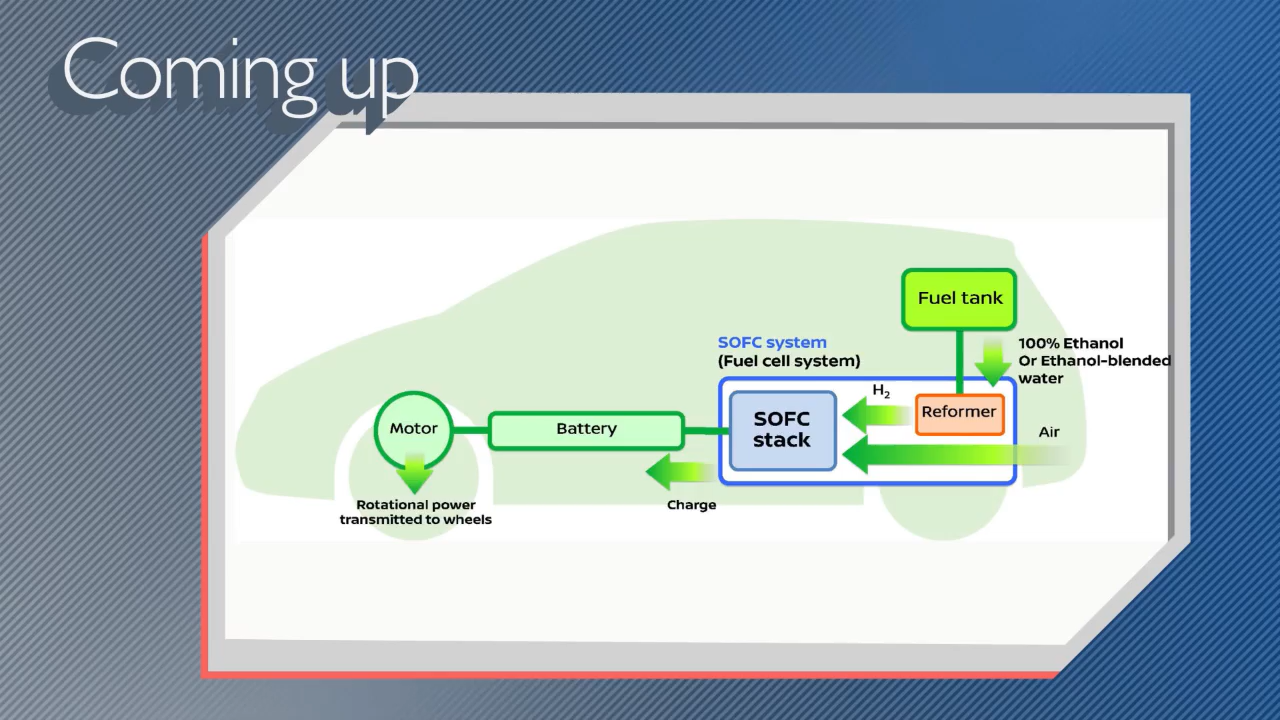 Coming up
Fuel tank
SOFC system
(Fuel cell system)
100% Ethanol
Or Ethanol-blended
water
H₂
Reformer
SOFC
stack
Air
Motor
Battery
Charge
Rotational power
transmitted to wheels